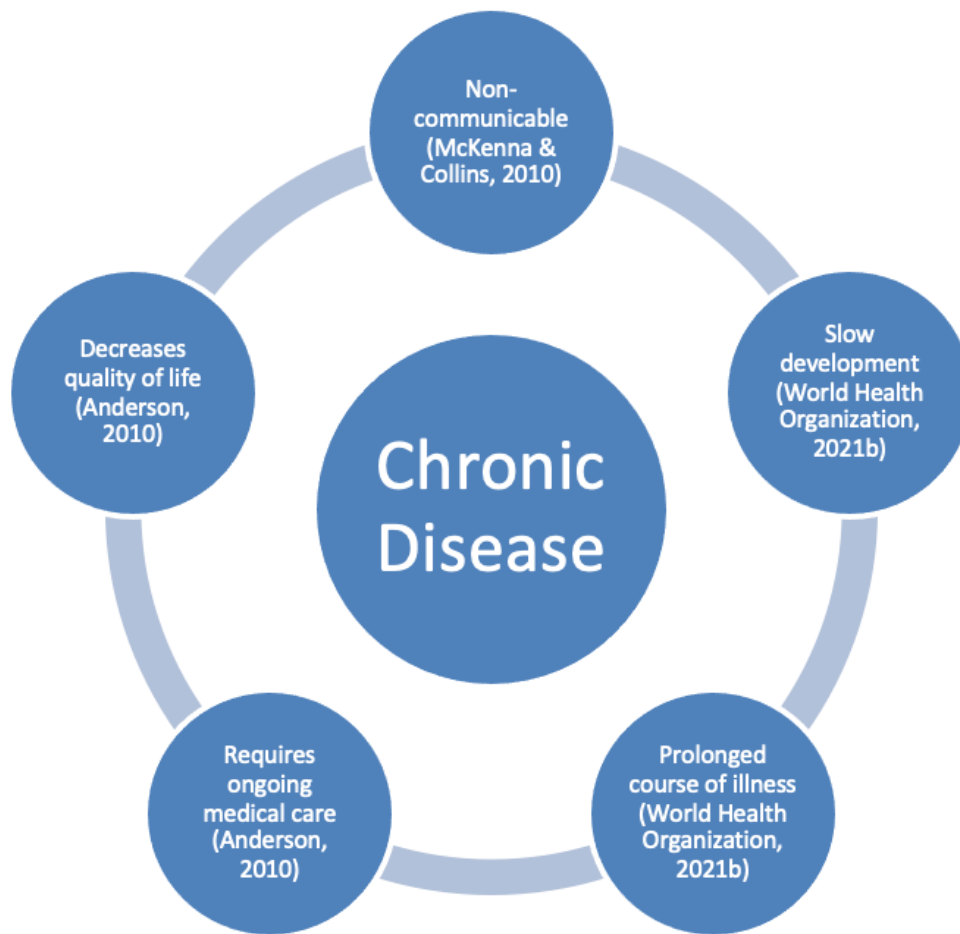 Non-
communicable
(McKenna &
Collins, 2010)
Slow
development
(World Health
Organization,
2021b)
Prolonged
course of illness
(World Health
Organization,
2021b)
Requires
ongoing
medical care
(Anderson,
2010)
Decreases
quality of life
(Anderson,
2010)
Chronic
Disease